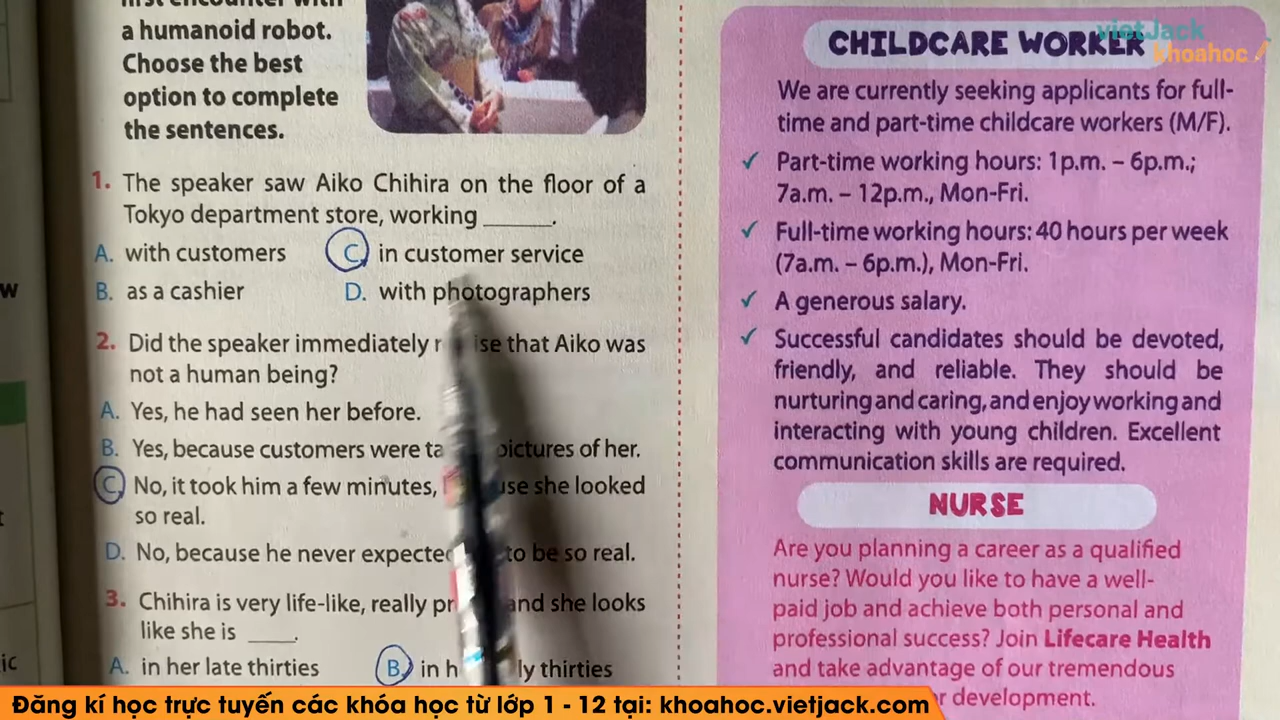 first encounter with
a humanoid robot.
Choose the best
option to complete
the sentences.
1. The speaker saw Aiko Chihira on the floor of a
Tokyo department store, working ______.
A. with customers
C. in customer service
B. as a cashier
D. with photographers
2. Did the speaker immediately r ise that Aiko was
not a human being?
A. Yes, he had seen her before.
B. Yes, because customers were ta pictures of her.
C. No, it took him a few minutes, use she looked
so real.
D. No, because he never expected to be so real.
3. Chihira is very life-like, really pr and she looks
like she is ____.
A. in her late thirties
B. in h ly thirties
w
t
ic
vietJack
khoahoc
CHILDCARE WORKER
We are currently seeking applicants for full-
time and part-time childcare workers (M/F).
✓ Part-time working hours: 1p.m. – 6p.m.;
7a.m. – 12p.m., Mon-Fri.
✓ Full-time working hours: 40 hours per week
(7a.m. – 6p.m.), Mon-Fri.
✓ A generous salary.
✓ Successful candidates should be devoted,
friendly, and reliable. They should be
nurturing and caring, and enjoy working and
interacting with young children. Excellent
communication skills are required.
NURSE
Are you planning a career as a qualified
nurse? Would you like to have a well-
paid job and achieve both personal and
professional success? Join Lifecare Health
and take advantage of our tremendous
r development.
Đăng kí học trực tuyến các khóa học từ lớp 1 - 12 tại: khoahoc.vietjack.com